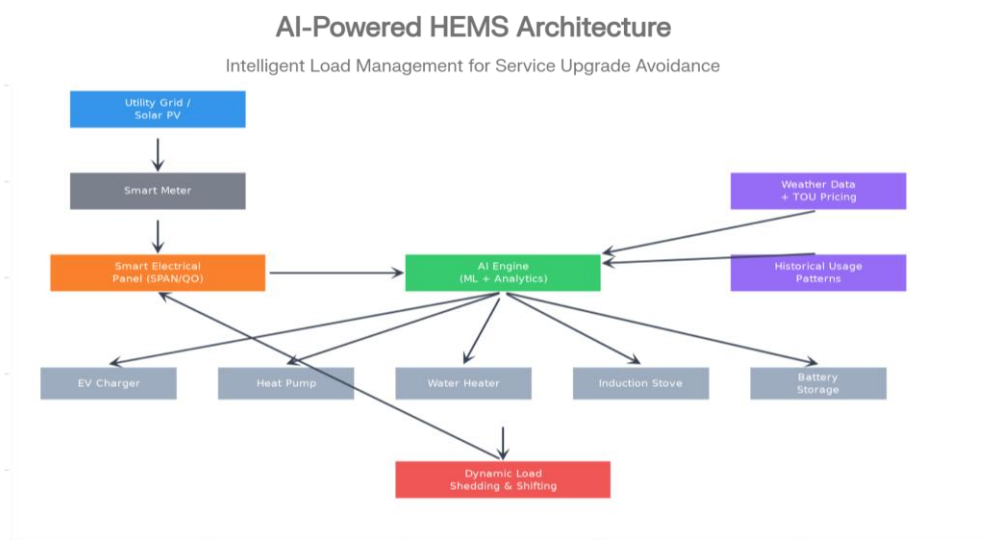 AI-Powered HEMS Architecture
Intelligent Load Management for Service Upgrade Avoidance
Utility Grid /
Solar PV
Smart Meter
Weather Data
+ TOU Pricing
Smart Electrical
Panel (SPAN/QO)
AI Engine
(ML + Analytics)
Historical Usage
Patterns
EV Charger
Heat Pump
Water Heater
Induction Stove
Battery
Storage
Dynamic Load
Shedding & Shifting